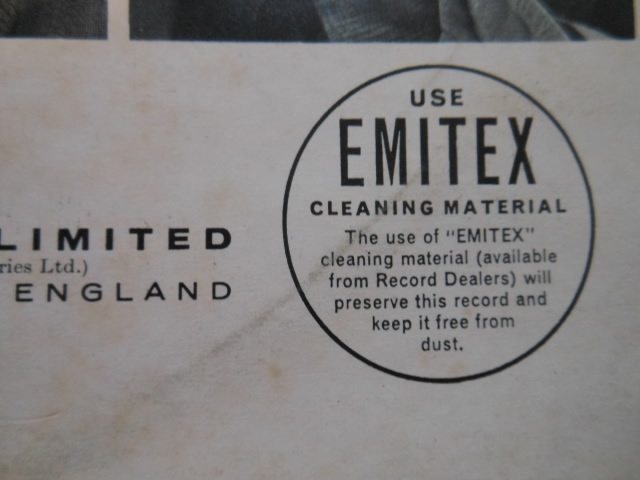 USE
EMITEX
CLEANING MATERIAL
The use of "EMITEX"
cleaning material (available
from Record Dealers) will
preserve this record and
keep it free from
dust.
LIMITED
ries Ltd.)
ENGLAND